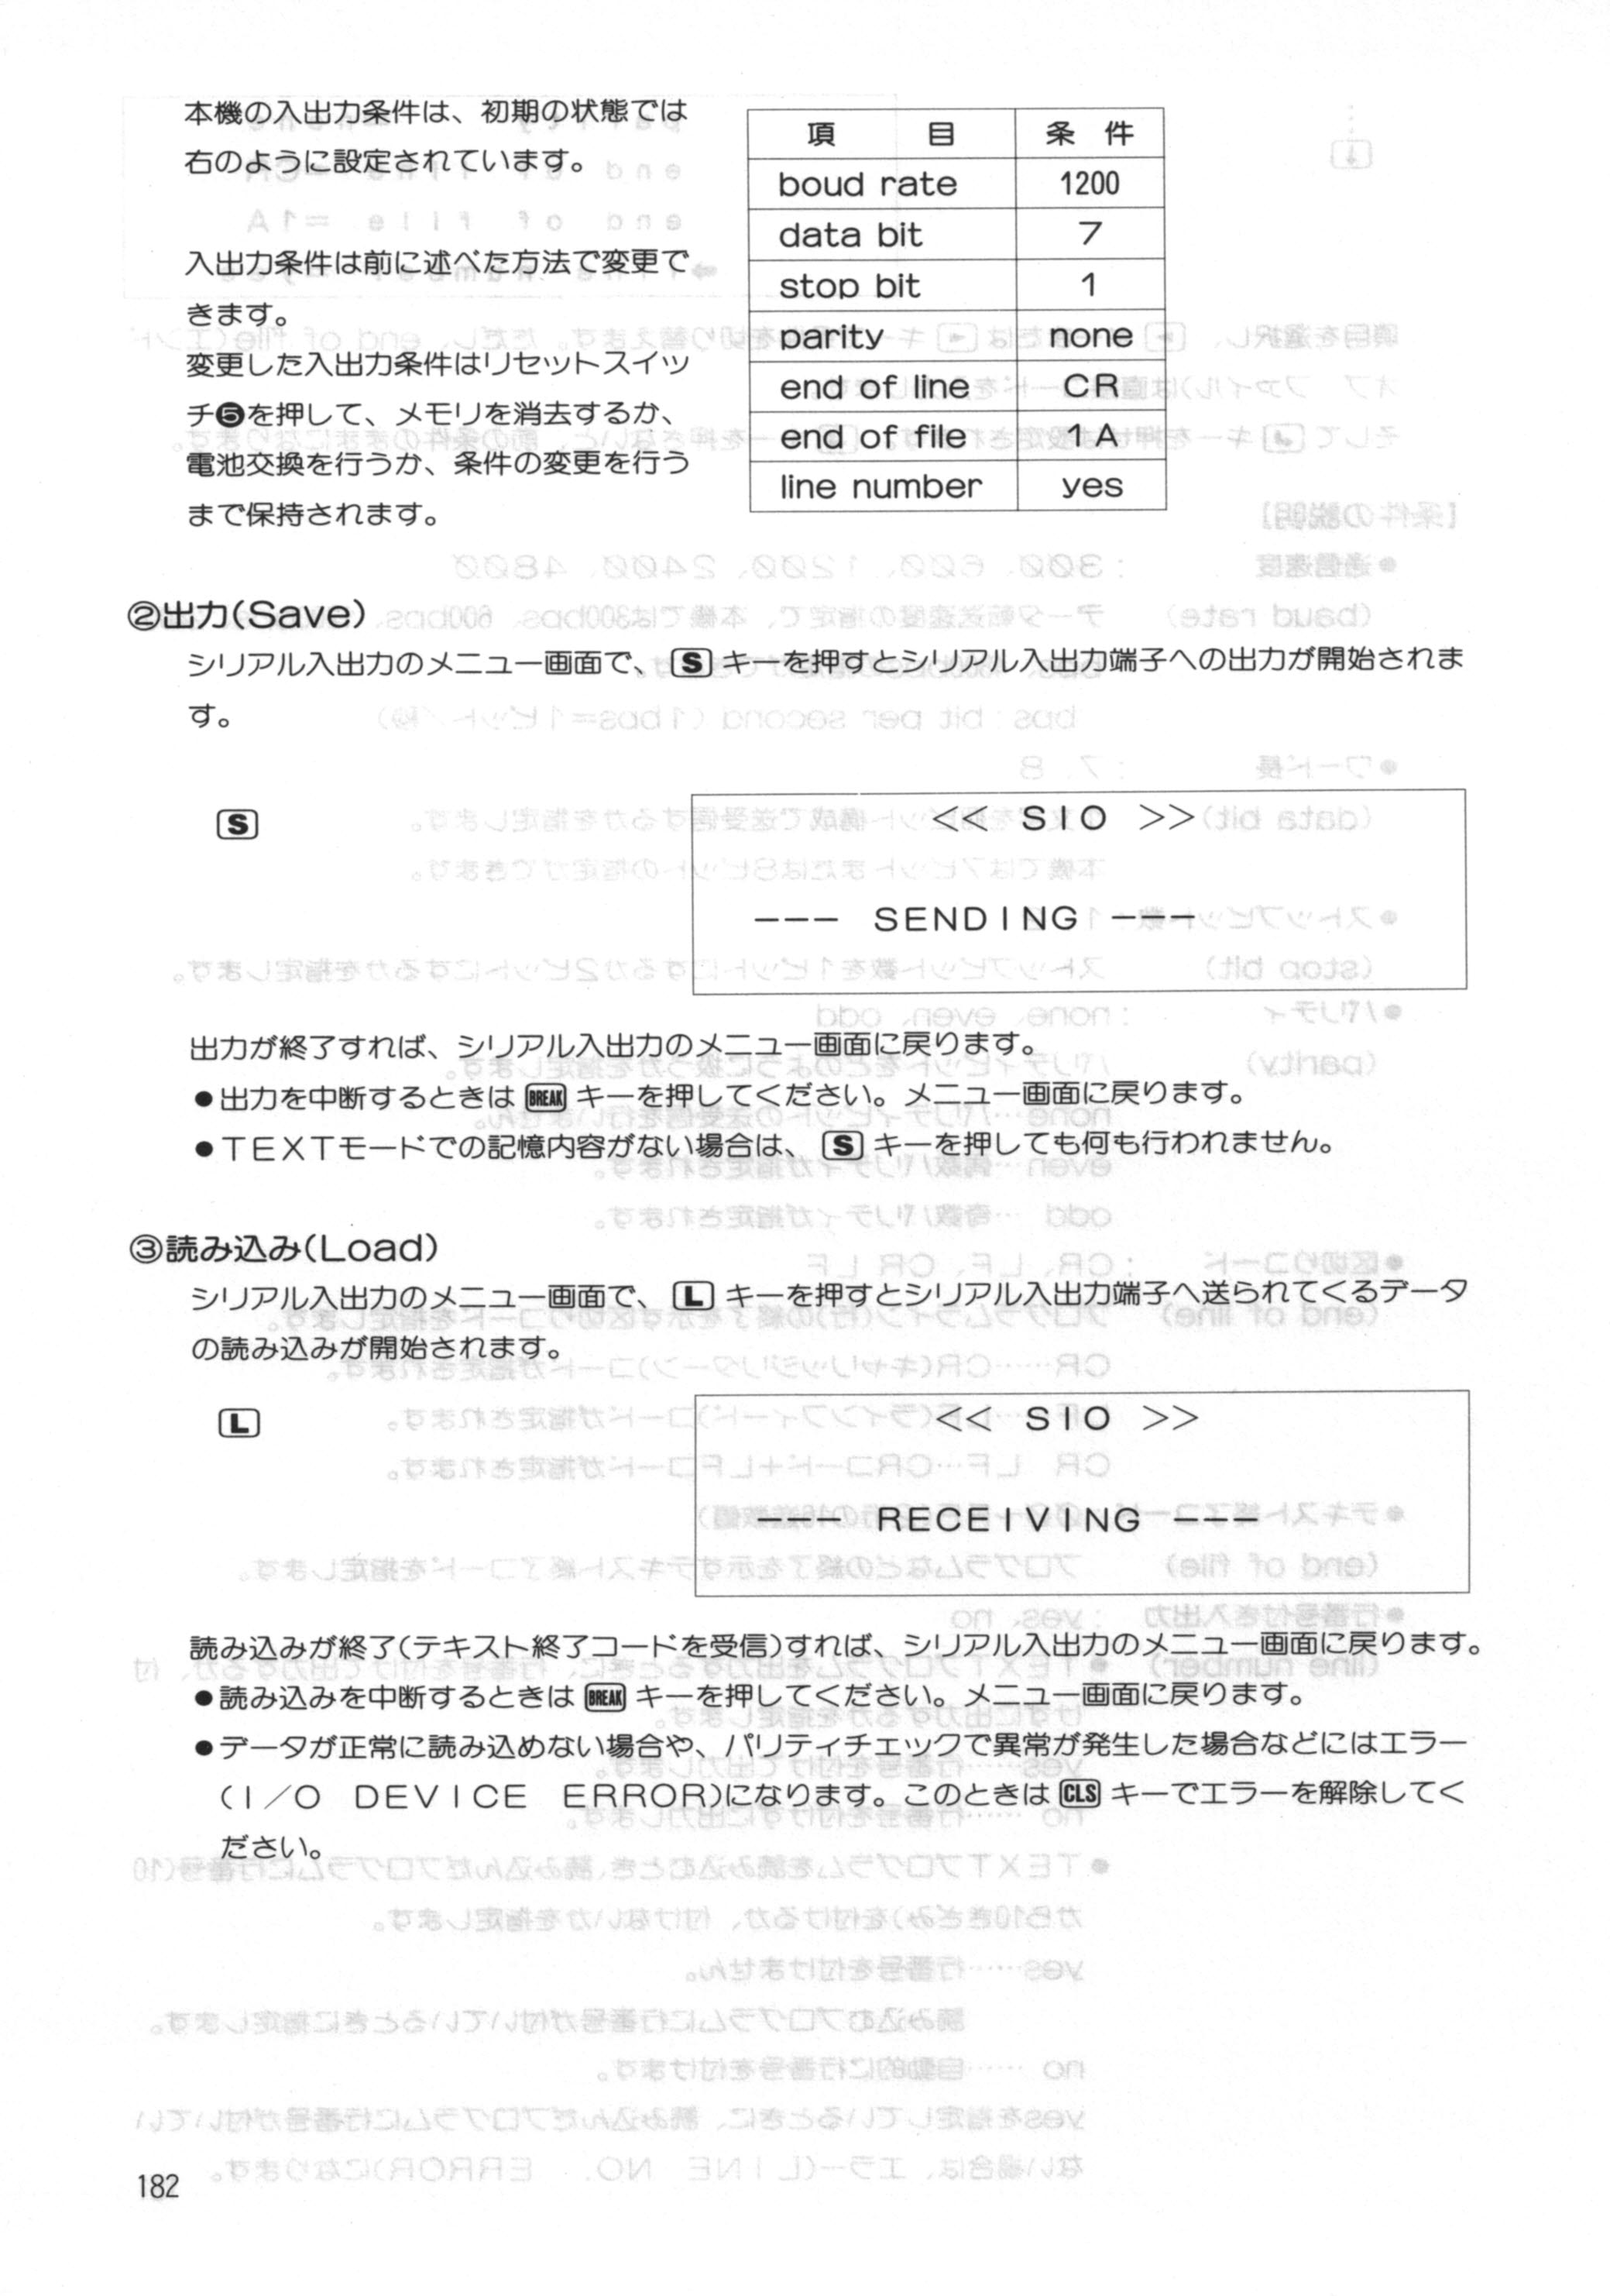 本機の入出力条件は、初期の状態では
右のように設定されています。
入出力条件は前に述べた方法で変更で
きます。
変更した入出力条件はリセットスイッ
チ❺を押して、メモリを消去するか、
電池交換を行うか、条件の変更を行う
まで保持されます。
項　目　条　件
boud rate　1200
data bit　7
stop bit　1
parity　none
end of line　CR
end of file　1A
line number　yes
②出力(Save)
シリアル入出力のメニュー画面で、 S キーを押すとシリアル入出力端子への出力が開始されま
す。
S
<< SIO >>
--- SENDING ---
出力が終了すれば、シリアル入出力のメニュー画面に戻ります。
●出力を中断するときは BREAK キーを押してください。メニュー画面に戻ります。
●TEXTモードでの記憶内容がない場合は、 S キーを押しても何も行われません。
③読み込み(Load)
シリアル入出力のメニュー画面で、 L キーを押すとシリアル入出力端子へ送られてくるデータ
の読み込みが開始されます。
L
<< SIO >>
--- RECEIVING ---
読み込みが終了(テキスト終了コードを受信)すれば、シリアル入出力のメニュー画面に戻ります。
●読み込みを中断するときは BREAK キーを押してください。メニュー画面に戻ります。
●データが正常に読み込めない場合や、パリティチェックで異常が発生した場合などにはエラー
(I/O DEVICE ERROR)になります。このときは CLS キーでエラーを解除してく
ださい。
182